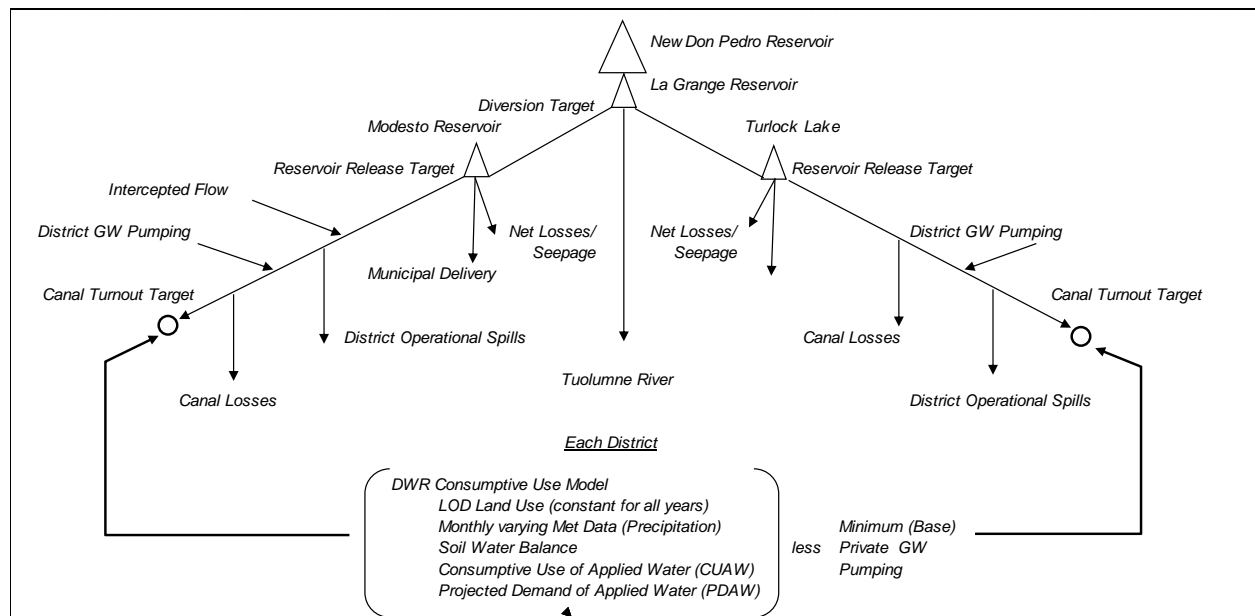 New Don Pedro Reservoir
La Grange Reservoir
Diversion Target
Modesto Reservoir
Turlock Lake
Reservoir Release Target
Reservoir Release Target
Intercepted Flow
District GW Pumping
Net Losses/
Seepage
Net Losses/
Seepage
District GW Pumping
Municipal Delivery
Canal Turnout Target
Canal Turnout Target
District Operational Spills
Canal Losses
Tuolumne River
Canal Losses
District Operational Spills
Each District
DWR Consumptive Use Model
LOD Land Use (constant for all years)
Monthly varying Met Data (Precipitation)
Soil Water Balance
Consumptive Use of Applied Water (CUAW)
Projected Demand of Applied Water (PDAW)
less
Minimum (Base)
Private GW
Pumping